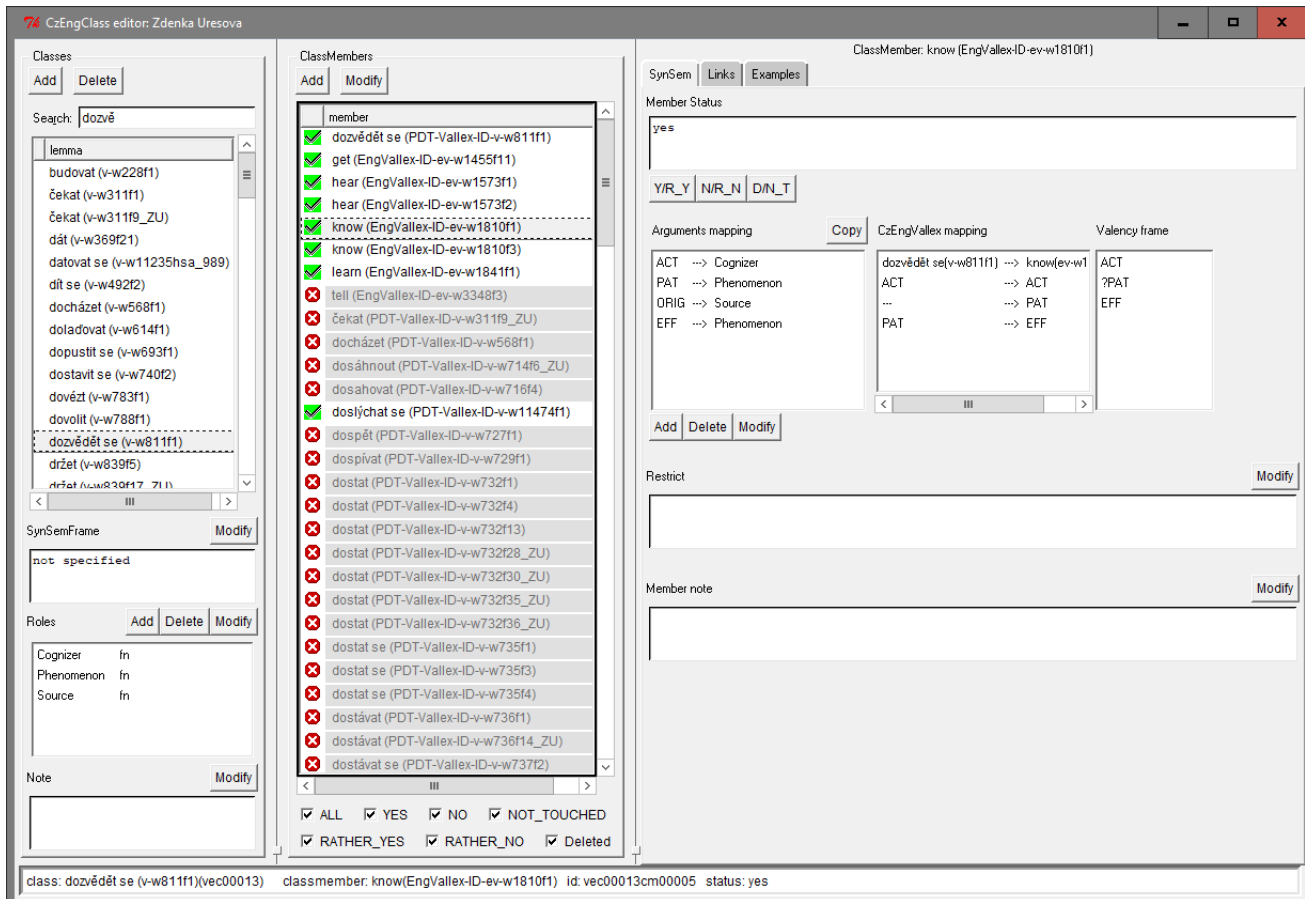 CzEngClass editor: Zdenka Uresova
Classes
Add Delete
Search: dozvě
lemma
budovat (v-w228f1)
čekat (v-w311f1)
čekat (v-w311f9_ZU)
dát (v-w369f21)
datovat se (v-w11235hsa_989)
dít se (v-w492f2)
docházet (v-w568f1)
dolaďovat (v-w614f1)
dopustit se (v-w693f1)
dostavit se (v-w740f2)
dovézt (v-w783f1)
dovolit (v-w788f1)
dozvědět se (v-w811f1)
držet (v-w839f5)
držet (v-w839f17_ZU)
SynSemFrame Modify
not specified
Roles Add Delete Modify
Cognizer fn
Phenomenon fn
Source fn
Note Modify
ClassMembers
Add Modify
member
dozvědět se (PDT-Vallex-ID-v-w811f1)
get (EngVallex-ID-ev-w1455f11)
hear (EngVallex-ID-ev-w1573f1)
hear (EngVallex-ID-ev-w1573f2)
know (EngVallex-ID-ev-w1810f1)
know (EngVallex-ID-ev-w1810f3)
learn (EngVallex-ID-ev-w1841f1)
tell (EngVallex-ID-ev-w3348f3)
čekat (PDT-Vallex-ID-v-w311f9_ZU)
docházet (PDT-Vallex-ID-v-w568f1)
dosáhnout (PDT-Vallex-ID-v-w714f6_ZU)
dosahovat (PDT-Vallex-ID-v-w716f4)
doslýchat se (PDT-Vallex-ID-v-w11474f1)
dospět (PDT-Vallex-ID-v-w727f1)
dospívat (PDT-Vallex-ID-v-w729f1)
dostat (PDT-Vallex-ID-v-w732f1)
dostat (PDT-Vallex-ID-v-w732f4)
dostat (PDT-Vallex-ID-v-w732f13)
dostat (PDT-Vallex-ID-v-w732f28_ZU)
dostat (PDT-Vallex-ID-v-w732f30_ZU)
dostat (PDT-Vallex-ID-v-w732f35_ZU)
dostat (PDT-Vallex-ID-v-w732f36_ZU)
dostat se (PDT-Vallex-ID-v-w735f1)
dostat se (PDT-Vallex-ID-v-w735f3)
dostat se (PDT-Vallex-ID-v-w735f4)
dostávat (PDT-Vallex-ID-v-w736f1)
dostávat (PDT-Vallex-ID-v-w736f14_ZU)
dostávat se (PDT-Vallex-ID-v-w737f2)
ALL YES NO NOT_TOUCHED
RATHER_YES RATHER_NO Deleted
ClassMember: know (EngVallex-ID-ev-w1810f1)
SynSem Links Examples
Member Status
yes
Y/R_Y N/R_N D/N_T
Arguments mapping Copy
ACT ---> Cognizer
PAT ---> Phenomenon
ORIG ---> Source
EFF ---> Phenomenon
Add Delete Modify
CzEngVallex mapping
dozvědět se(v-w811f1) ---> know(ev-w1
ACT ---> ACT
--- ---> PAT
PAT ---> EFF
Valency frame
ACT
?PAT
EFF
Restrict Modify
Member note Modify
class: dozvědět se (v-w811f1)(vec00013) classmember: know(EngVallex-ID-ev-w1810f1) id: vec00013cm00005 status: yes